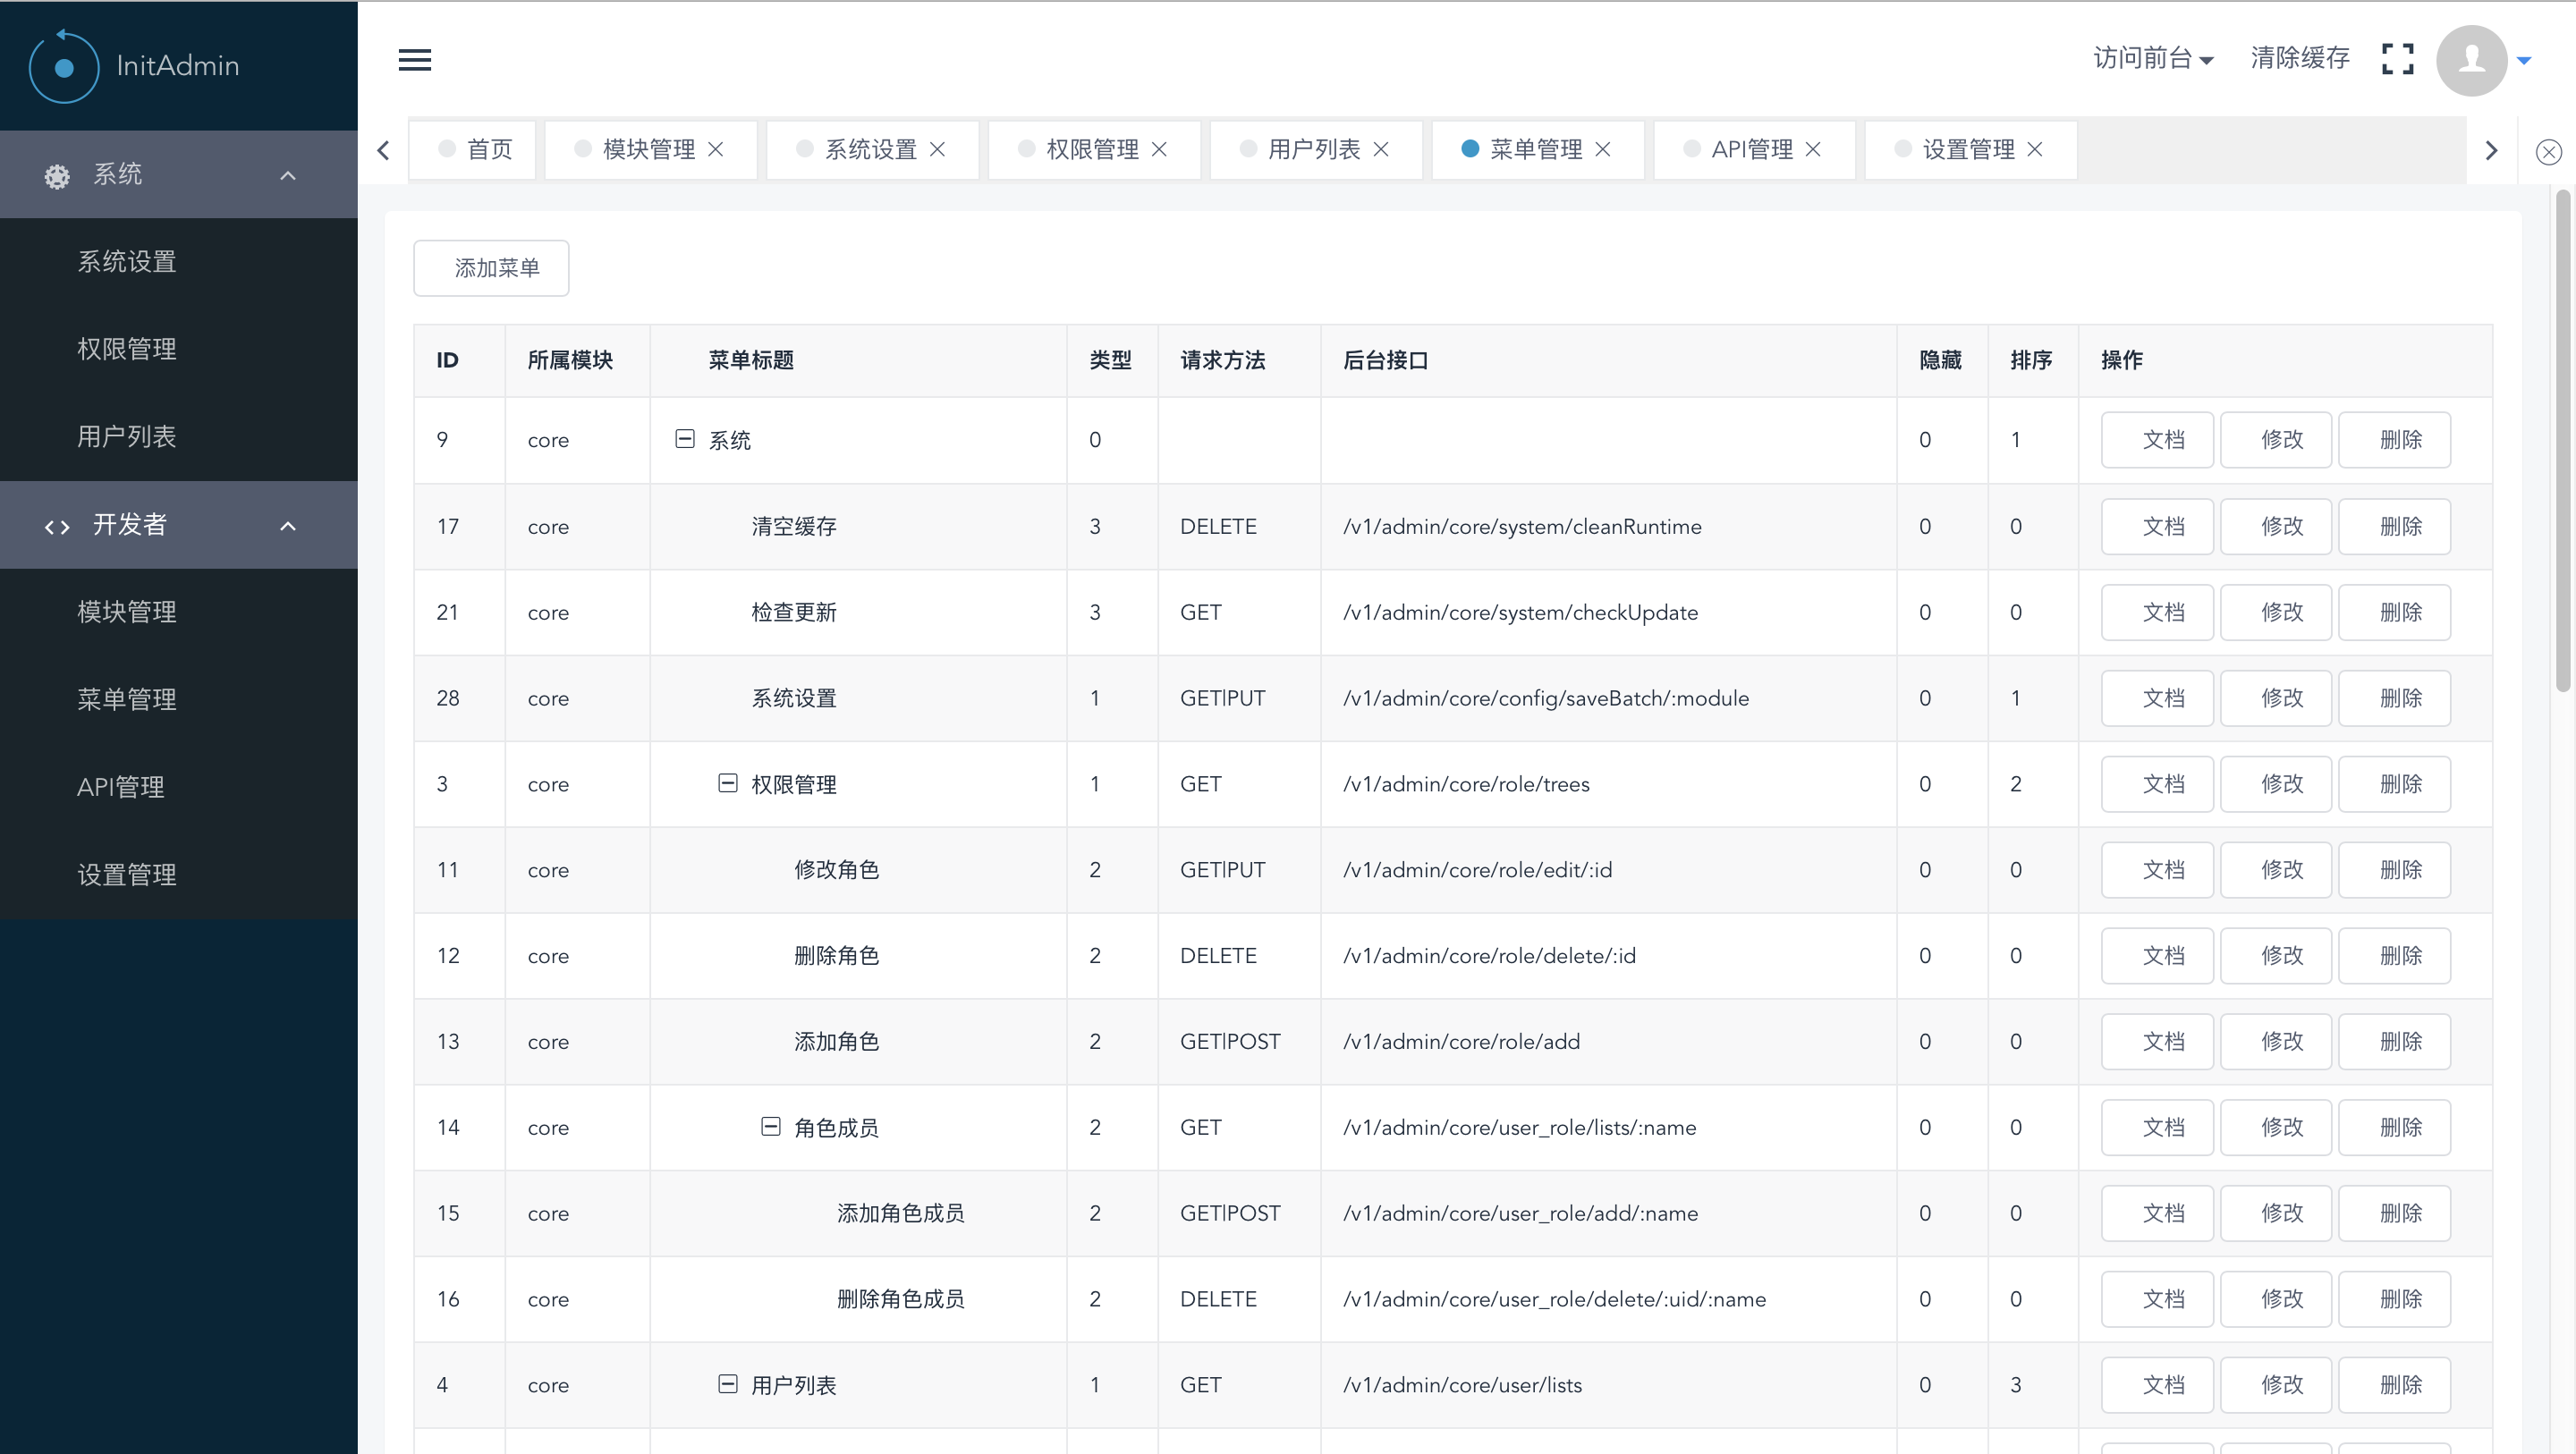 InitAdmin
访问前台 清除缓存
系统
系统设置
权限管理
用户列表
开发者
模块管理
菜单管理
API管理
设置管理
首页 模块管理 系统设置 权限管理 用户列表 菜单管理 API管理 设置管理
添加菜单
ID 所属模块 菜单标题 类型 请求方法 后台接口 隐藏 排序 操作
9 core 系统 0 0 1 文档 修改 删除
17 core 清空缓存 3 DELETE /v1/admin/core/system/cleanRuntime 0 0 文档 修改 删除
21 core 检查更新 3 GET /v1/admin/core/system/checkUpdate 0 0 文档 修改 删除
28 core 系统设置 1 GET|PUT /v1/admin/core/config/saveBatch/:module 0 1 文档 修改 删除
3 core 权限管理 1 GET /v1/admin/core/role/trees 0 2 文档 修改 删除
11 core 修改角色 2 GET|PUT /v1/admin/core/role/edit/:id 0 0 文档 修改 删除
12 core 删除角色 2 DELETE /v1/admin/core/role/delete/:id 0 0 文档 修改 删除
13 core 添加角色 2 GET|POST /v1/admin/core/role/add 0 0 文档 修改 删除
14 core 角色成员 2 GET /v1/admin/core/user_role/lists/:name 0 0 文档 修改 删除
15 core 添加角色成员 2 GET|POST /v1/admin/core/user_role/add/:name 0 0 文档 修改 删除
16 core 删除角色成员 2 DELETE /v1/admin/core/user_role/delete/:uid/:name 0 0 文档 修改 删除
4 core 用户列表 1 GET /v1/admin/core/user/lists 0 3 文档 修改 删除